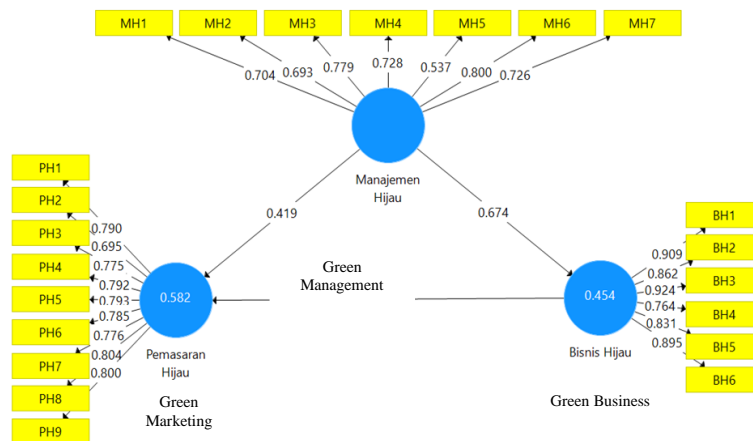 MH1
MH2
MH3
MH4
MH5
MH6
MH7
0.704
0.693
0.779
0.728
0.537
0.800
0.726
Manajemen
Hijau
PH1
PH2
PH3
PH4
PH5
PH6
PH7
PH8
PH9
0.790
0.695
0.775
0.792
0.793
0.785
0.776
0.804
0.800
0.419
0.674
Green
Management
0.582
Pemasaran
Hijau
Green
Marketing
0.454
Bisnis Hijau
Green Business
0.909
0.862
0.924
0.764
0.831
0.895
BH1
BH2
BH3
BH4
BH5
BH6